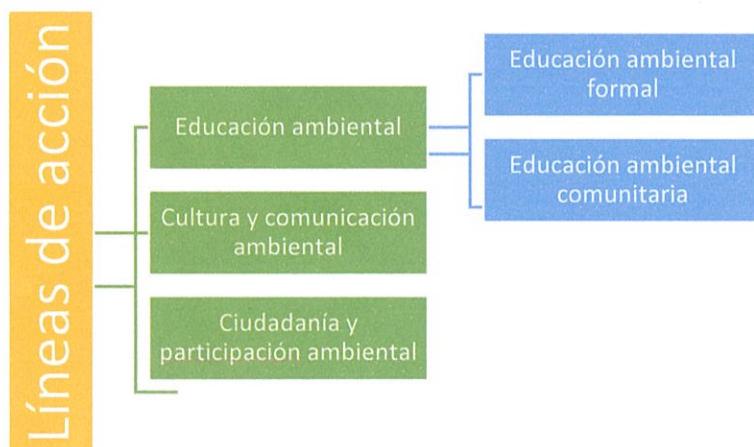 Líneas de acción
Educación ambiental
Cultura y comunicación
ambiental
Ciudadanía y
participación ambiental
Educación ambiental
formal
Educación ambiental
comunitaria